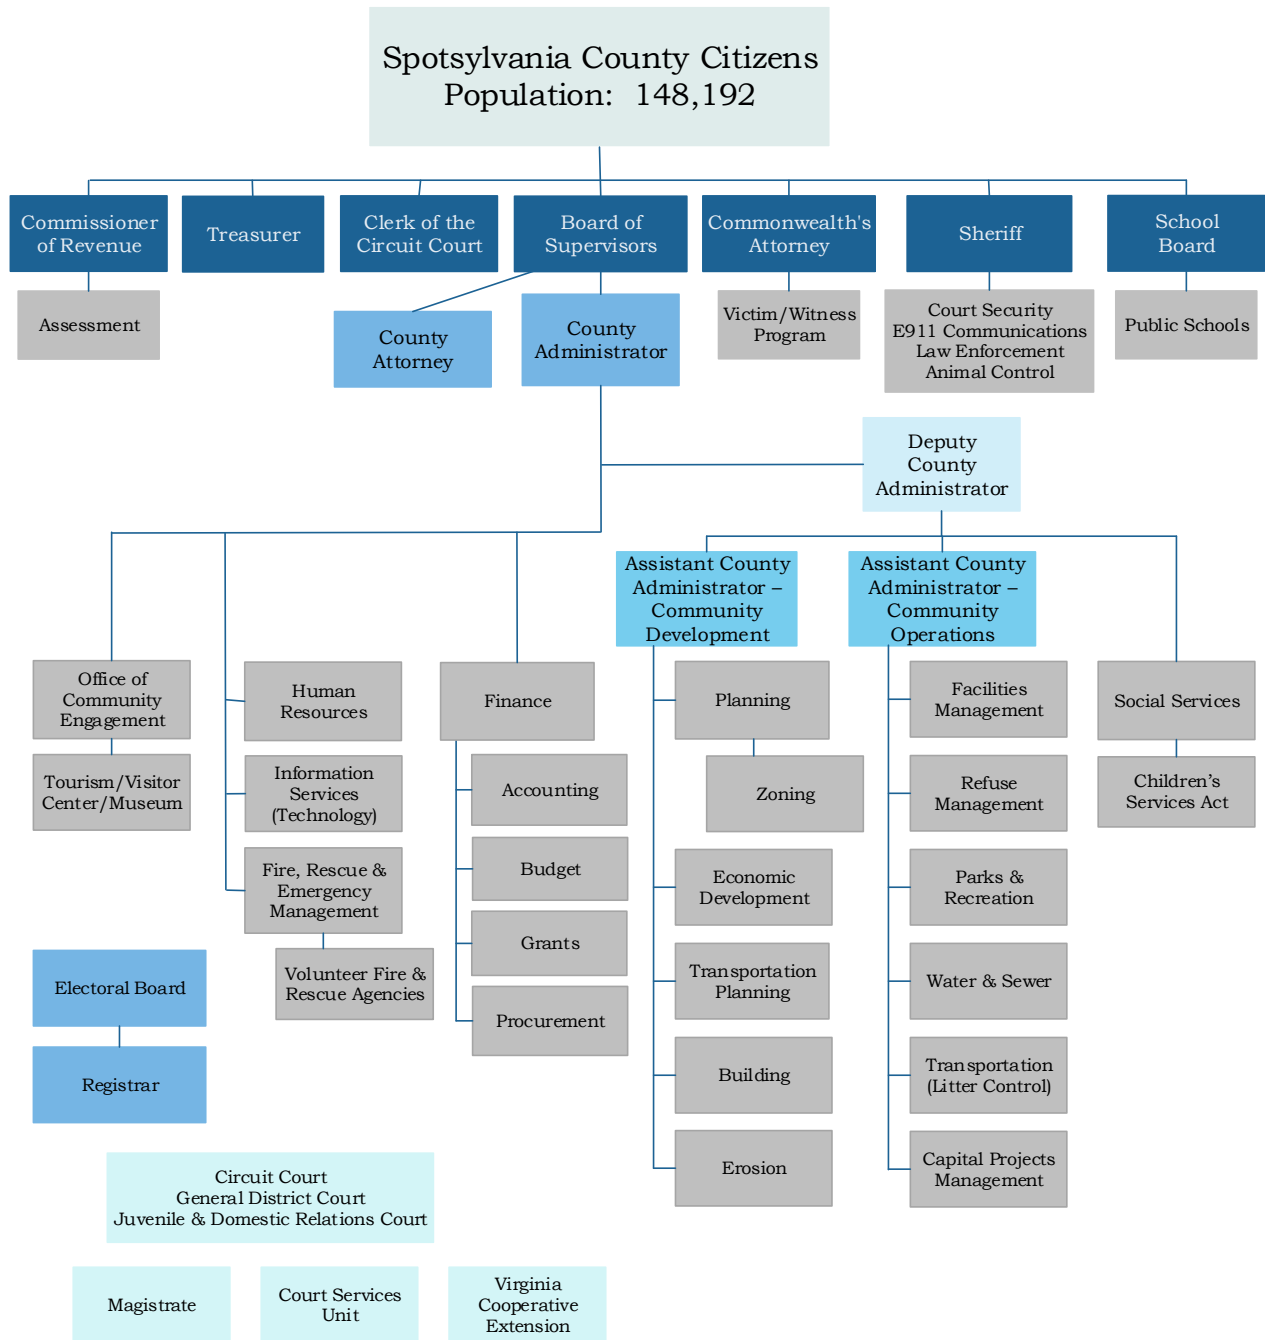 Spotsylvania County Citizens
Population: 148,192
Commissioner
of Revenue
Treasurer
Clerk of the
Circuit Court
Board of
Supervisors
Commonwealth's
Attorney
Sheriff
School
Board
Assessment
County
Attorney
County
Administrator
Victim/Witness
Program
Court Security
E911 Communications
Law Enforcement
Animal Control
Public Schools
Deputy
County
Administrator
Assistant County
Administrator –
Community
Development
Assistant County
Administrator –
Community
Operations
Office of
Community
Engagement
Tourism/Visitor
Center/Museum
Human
Resources
Information
Services
(Technology)
Fire, Rescue &
Emergency
Management
Volunteer Fire &
Rescue Agencies
Finance
Accounting
Budget
Grants
Procurement
Planning
Zoning
Economic
Development
Transportation
Planning
Building
Erosion
Facilities
Management
Refuse
Management
Parks &
Recreation
Water & Sewer
Transportation
(Litter Control)
Capital Projects
Management
Social Services
Children’s
Services Act
Electoral Board
Registrar
Circuit Court
General District Court
Juvenile & Domestic Relations Court
Magistrate
Court Services
Unit
Virginia
Cooperative
Extension